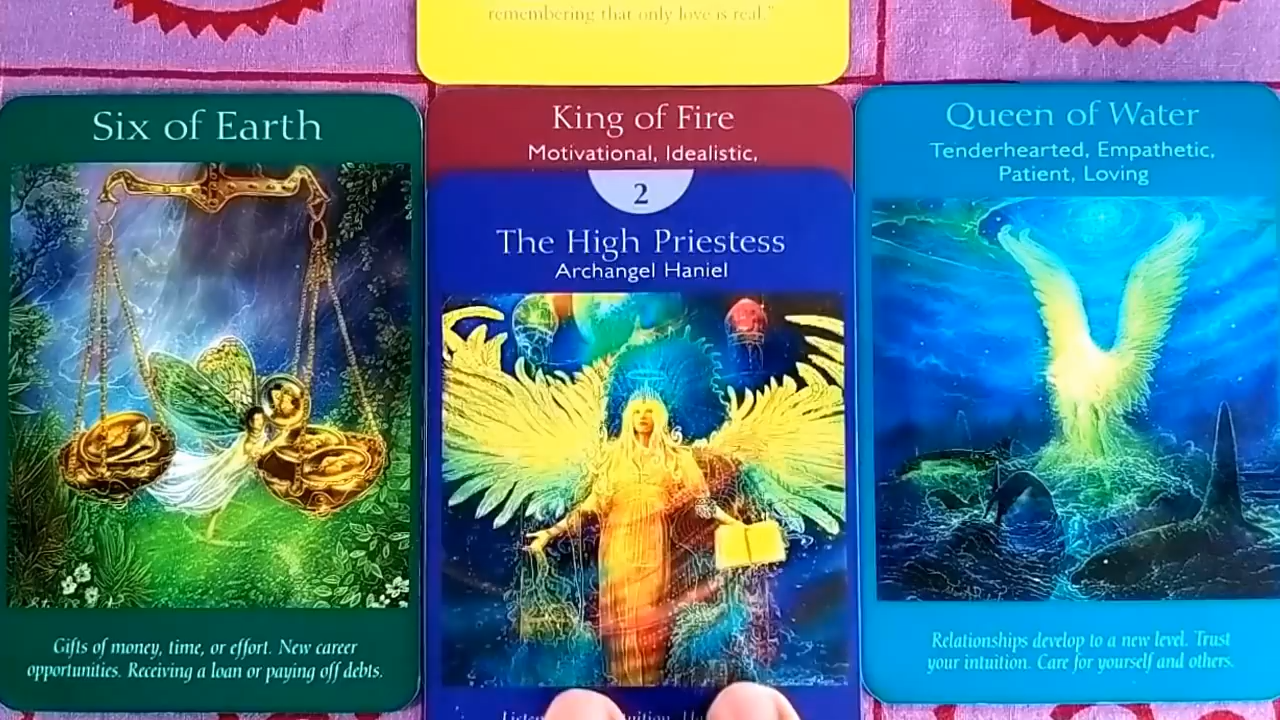 remembering that only love is real."
Six of Earth
Gifts of money, time, or effort. New career
opportunities. Receiving a loan or paying off debts.
King of Fire
Motivational, Idealistic,
2
The High Priestess
Archangel Haniel
Queen of Water
Tenderhearted, Empathetic,
Patient, Loving
Relationships develop to a new level. Trust
your intuition. Care for yourself and others.